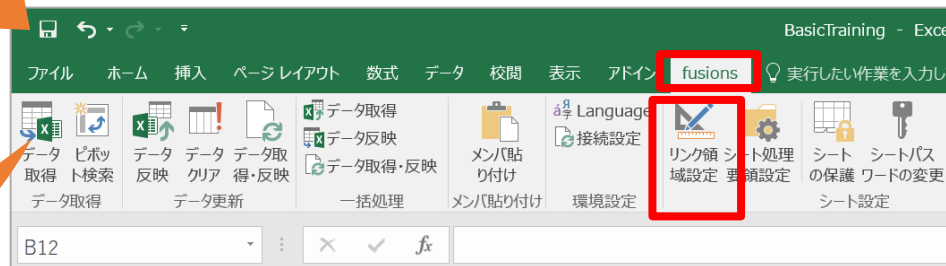 BasicTraining - Exce
ファイル ホーム 挿入 ページ レイアウト 数式 データ 校閲 表示 アドイン fusions 実行したい作業を入力し
データ取得
ピボット検索
データ反映
データクリア
データ取得・反映
データ取得
データ反映
データ取得・反映
メンバ貼り付け
Language
接続設定
リンク領域設定
シート処理要領設定
シートの保護
シートパスワードの変更
データ取得 データ更新 一括処理 メンバ貼り付け 環境設定 シート設定
B12 fx